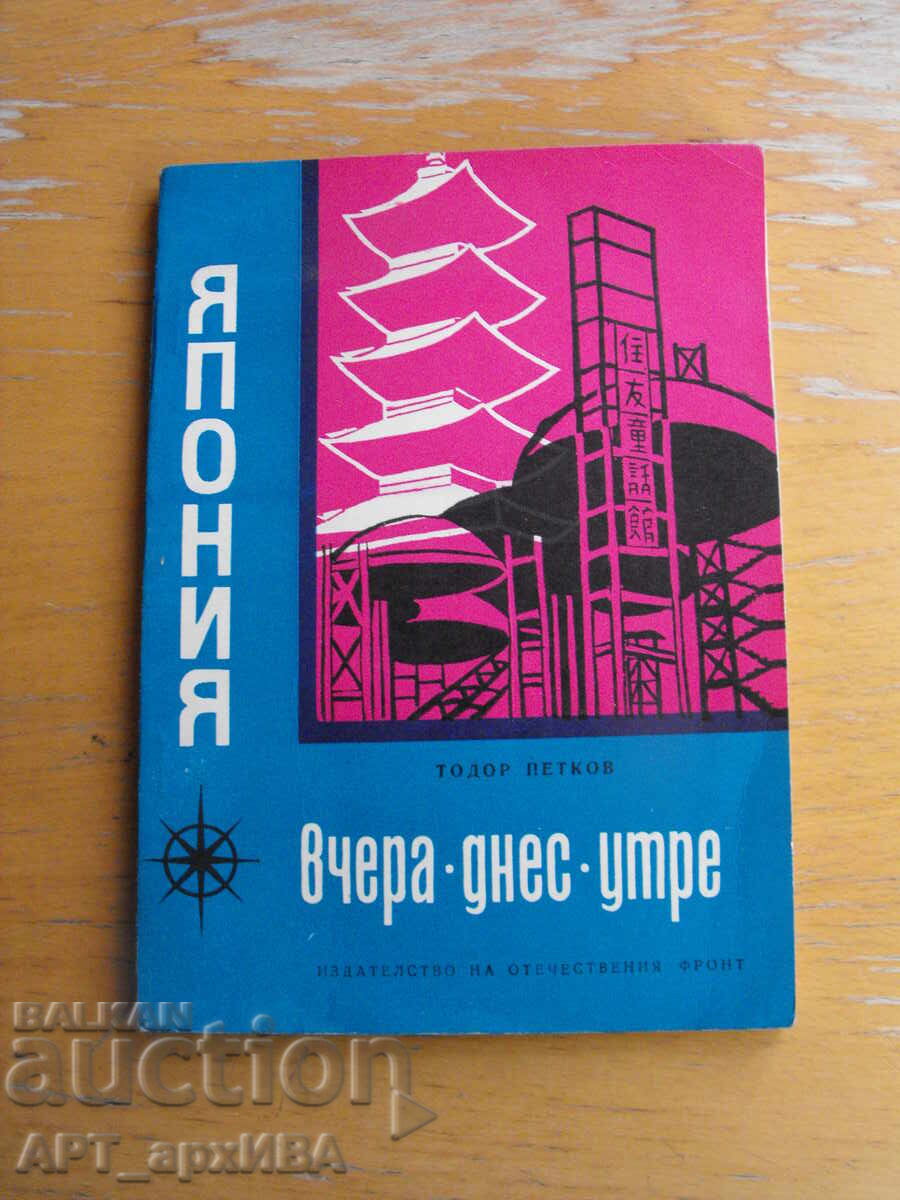 ЯПОНИЯ
住友童話館
ТОДОР ПЕТКОВ
вчера · днес · утре
ИЗДАТЕЛСТВО НА ОТЕЧЕСТВЕНИЯ ФРОНТ
BALKAN
auction
АРТ_архИВА